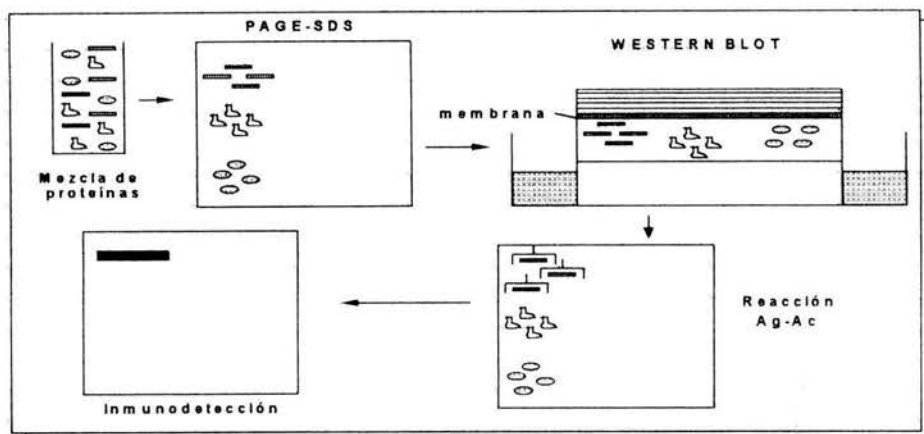 PAGE-SDS
WESTERN BLOT
membrana
Mezcla de
proteínas
Reacción
Ag-Ac
Inmunodetección